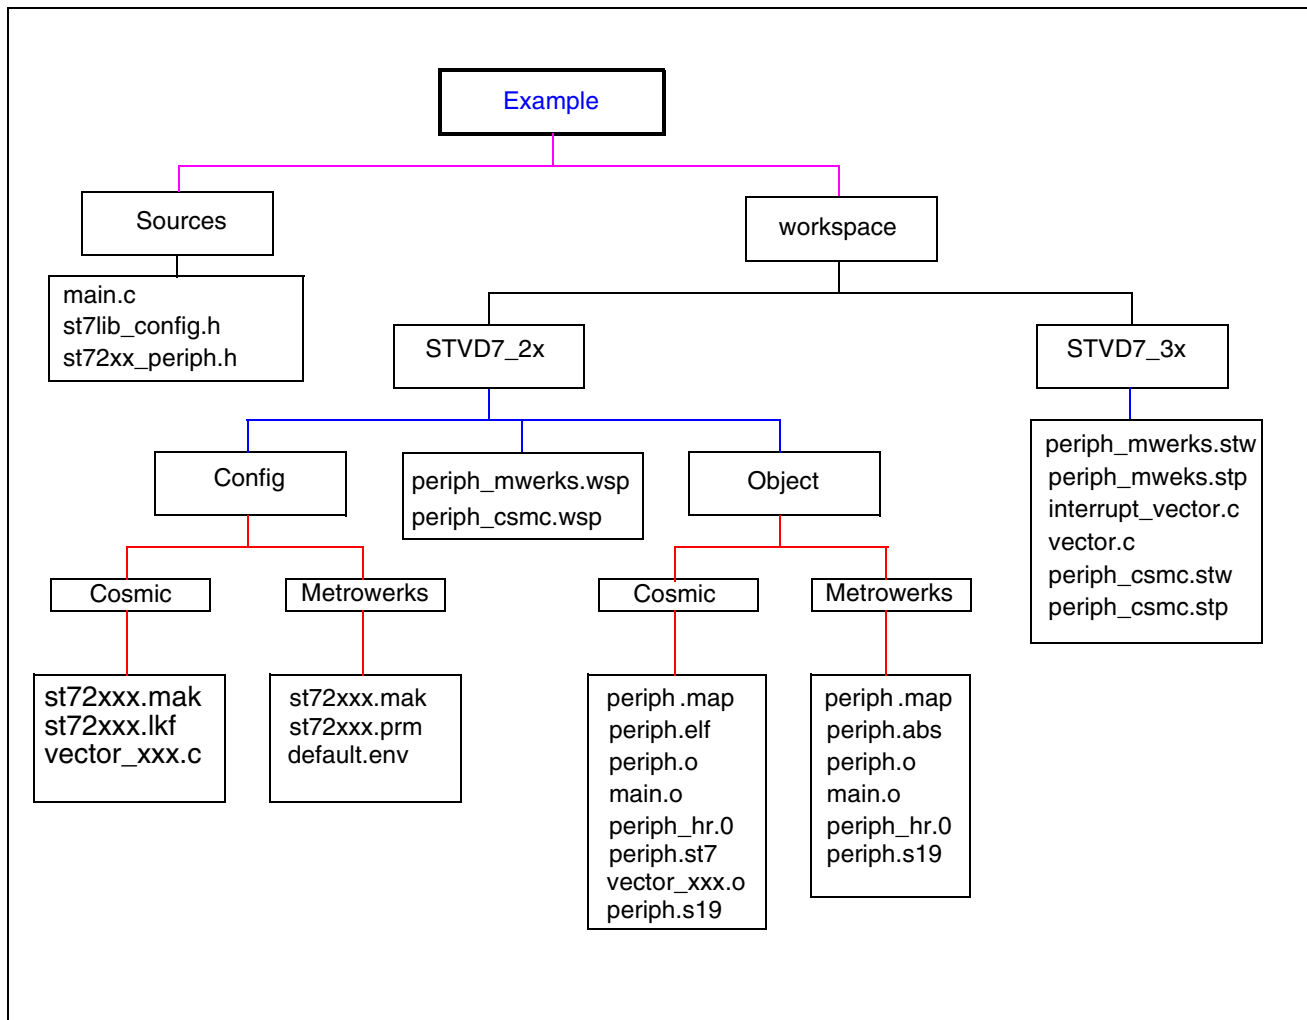 Example
Sources
workspace
main.c
st7lib_config.h
st72xx_periph.h
STVD7_2x
STVD7_3x
Config
periph_mwerks.wsp
periph_csmc.wsp
Object
periph_mwerks.stw
periph_mweks.stp
interrupt_vector.c
vector.c
periph_csmc.stw
periph_csmc.stp
Cosmic
Metrowerks
Cosmic
Metrowerks
st72xxx.mak
st72xxx.lkf
vector_xxx.c
st72xxx.mak
st72xxx.prm
default.env
periph .map
periph.elf
periph.o
main.o
periph_hr.0
periph.st7
vector_xxx.o
periph.s19
periph .map
periph.abs
periph.o
main.o
periph_hr.0
periph.s19